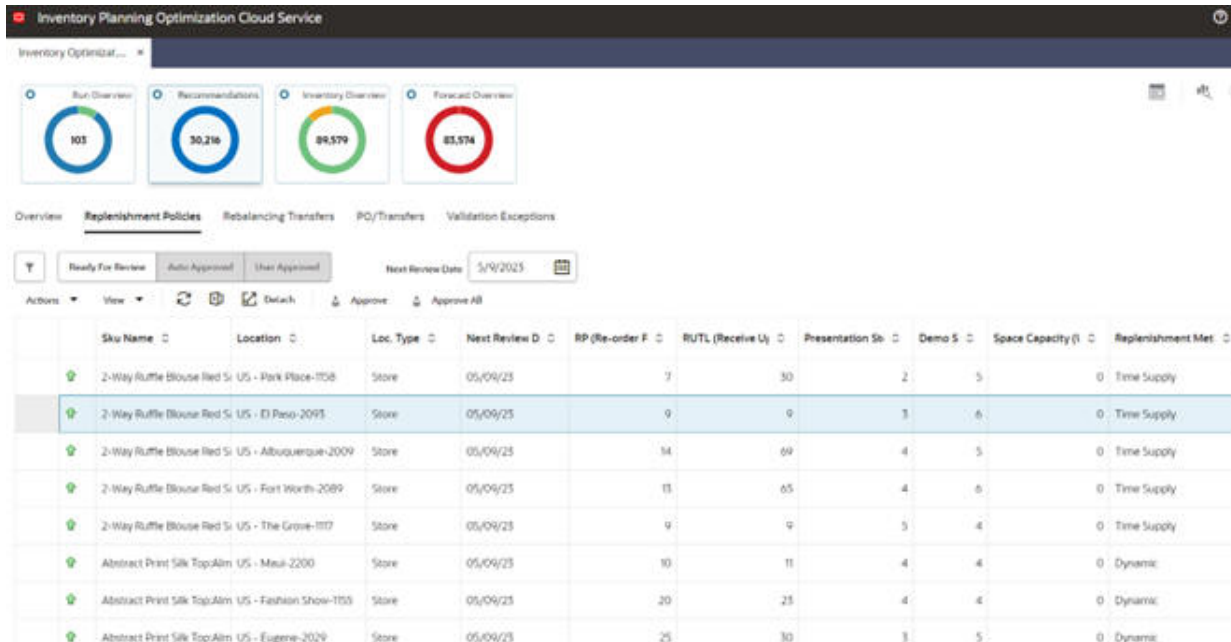 Inventory Planning Optimization Cloud Service
Inventory Optimizat...
Run Overview
103
Recommendations
30,216
Inventory Overview
89,579
Forecast Overview
83,574
Overview Replenishment Policies Rebalancing Transfers PO/Transfers Validation Exceptions
Ready For Review Auto Approved User Approved Next Review Date 5/9/2023
Actions View Detach Approve Approve All
Sku Name Location Loc. Type Next Review D RP (Re-order F RUTL (Receive U Presentation St Demo S Space Capacity ( Replenishment Met
2-Way Ruffle Blouse Red S US - Park Place-1158 Store 05/09/23 7 30 2 5 0 Time Supply
2-Way Ruffle Blouse Red S US - El Paso-2093 Store 05/09/23 9 9 3 6 0 Time Supply
2-Way Ruffle Blouse Red S US - Albuquerque-2009 Store 05/09/23 14 69 4 5 0 Time Supply
2-Way Ruffle Blouse Red S US - Fort Worth-2089 Store 05/09/23 13 65 4 6 0 Time Supply
2-Way Ruffle Blouse Red S US - The Grove-1117 Store 05/09/23 9 9 5 4 0 Time Supply
Abstract Print Silk Top:Alm US - Maui-2200 Store 05/09/23 10 11 4 4 0 Dynamic
Abstract Print Silk Top:Alm US - Fashion Show-1155 Store 05/09/23 20 23 4 4 0 Dynamic
Abstract Print Silk Top:Alm US - Eugene-2029 Store 05/09/23 25 30 3 5 0 Dynamic